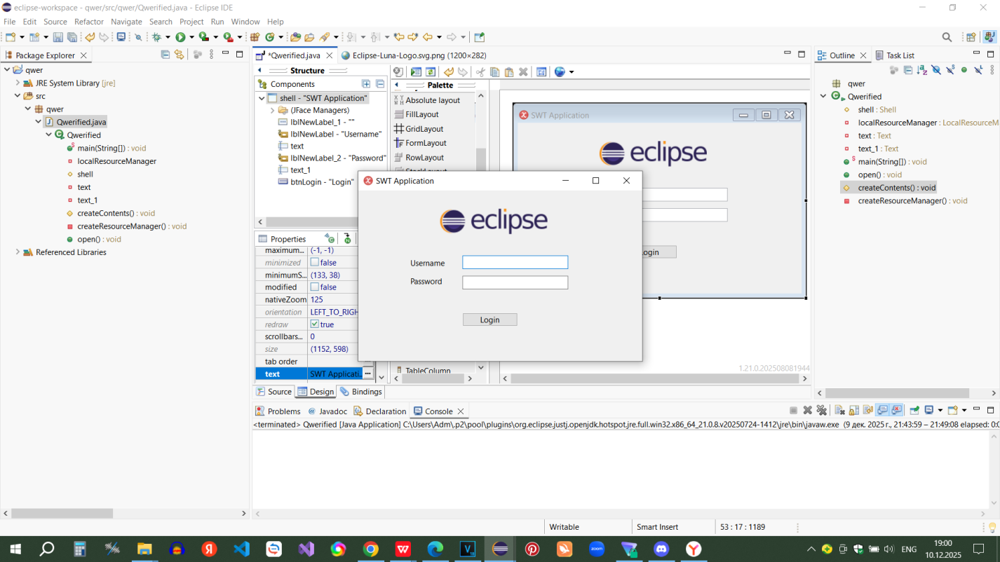 eclipse-workspace - qwer/src/qwer/Qwerified.java - Eclipse IDE
File Edit Source Refactor Navigate Search Project Run Window Help
Package Explorer
qwer
JRE System Library [jre]
src
qwer
Qwerified.java
Qwerified
main(String[]) : void
localResourceManager
shell
text
text_1
createContents() : void
createResourceManager() : void
open() : void
Referenced Libraries
*Qwerified.java
Eclipse-Luna-Logo.svg.png (1200×282)
Structure
Components
shell - "SWT Application"
(JFace Managers)
lblNewLabel_1 - ""
lblNewLabel - "Username"
text
lblNewLabel_2 - "Password"
text_1
btnLogin - "Login"
Properties
maximum... (-1, -1)
minimized false
minimumS... (133, 38)
modified false
nativeZoom 125
orientation LEFT_TO_RIGH
redraw true
scrollbars... 0
size (1152, 598)
tab order
text SWT Applicati...
Palette
Absolute layout
FillLayout
GridLayout
FormLayout
RowLayout
StackLayout
TableColumn
SWT Application
eclipse
Login
1.21.0.202508081944
SWT Application
eclipse
Username
Password
Login
Source Design Bindings
Outline Task List
qwer
Qwerified
shell : Shell
localResourceManager : LocalResourceM
text : Text
text_1 : Text
main(String[]) : void
open() : void
createContents() : void
createResourceManager() : void
Problems @ Javadoc Declaration Console
<terminated> Qwerified [Java Application] C:\Users\Adm\.p2\pool\plugins\org.eclipse.justj.openjdk.hotspot.jre.full.win32.x86_64_21.0.8.v20250724-1412\jre\bin\javaw.exe (9 дек. 2025 г., 21:43:59 – 21:49:08 elapsed: 0:0
Writable Smart Insert 53 : 17 : 1189
zoom
ENG
19:00
10.12.2025